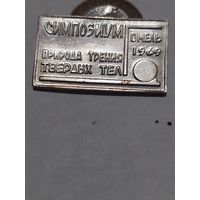 СИМПОЗИУМ
ГОМЕЛЬ
1969
ПРИРОДА ТРЕНИЯ
ТВЕРДЫХ ТЕЛ